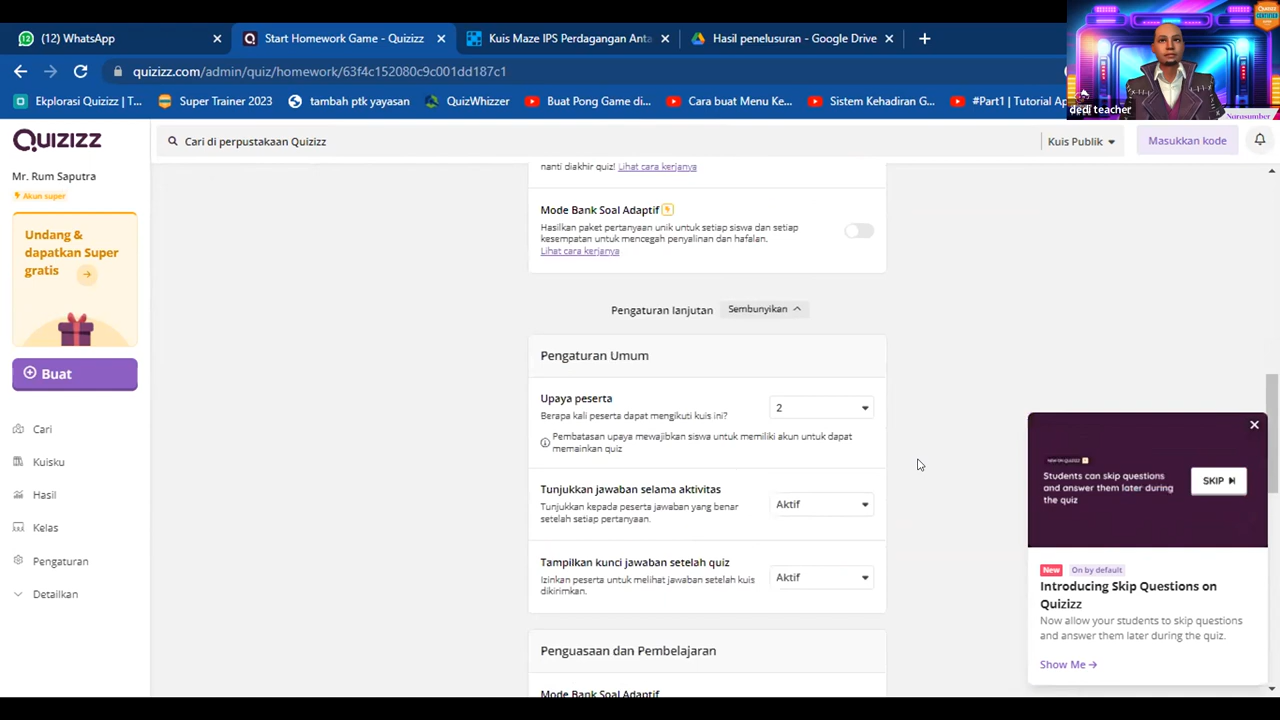 (12) WhatsApp
Start Homework Game - Quizizz
Kuis Maze IPS Perdagangan Anta
Hasil penelusuran - Google Drive
quizizz.com/admin/quiz/homework/63f4c152080c9c001dd187c1
Ekplorasi Quizizz | T...
Super Trainer 2023
tambah ptk yayasan
QuizWhizzer
Buat Pong Game di...
Cara buat Menu Ke...
Sistem Kehadiran G...
#Part1 | Tutorial Ap
dedi teacher
Narasumber
QUIZIZZ
Cari di perpustakaan Quizizz
Kuis Publik
Masukkan kode
Mr. Rum Saputra
Akun super
Undang &
dapatkan Super
gratis
Buat
Cari
Kuisku
Hasil
Kelas
Pengaturan
Detailkan
nanti diakhir quiz! Lihat cara kerjanya
Mode Bank Soal Adaptif
Hasilkan paket pertanyaan unik untuk setiap siswa dan setiap
kesempatan untuk mencegah penyalinan dan hafalan.
Lihat cara kerjanya
Pengaturan lanjutan
Sembunyikan
Pengaturan Umum
Upaya peserta
Berapa kali peserta dapat mengikuti kuis ini?
2
Pembatasan upaya mewajibkan siswa untuk memiliki akun untuk dapat
memainkan quiz
Tunjukkan jawaban selama aktivitas
Tunjukkan kepada peserta jawaban yang benar
setelah setiap pertanyaan.
Aktif
Tampilkan kunci jawaban setelah quiz
Izinkan peserta untuk melihat jawaban setelah kuis
dikirimkan.
Aktif
Penguasaan dan Pembelajaran
Mode Bank Soal Adaptif
NEW ON QUIZIZZ
Students can skip questions
and answer them later during
the quiz
SKIP
New
On by default
Introducing Skip Questions on
Quizizz
Now allow your students to skip questions
and answer them later during the quiz.
Show Me